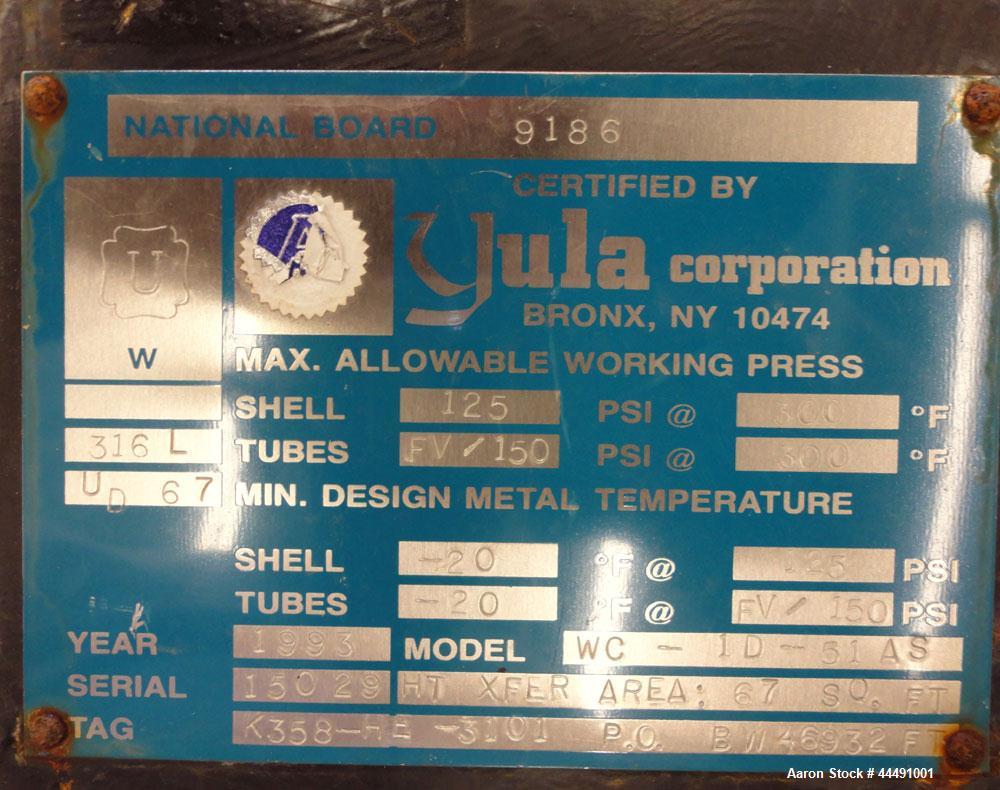 NATIONAL BOARD 9186
CERTIFIED BY
Yula corporation
BRONX, NY 10474
U
W
MAX. ALLOWABLE WORKING PRESS
SHELL 125 PSI @ 300 °F
316 L TUBES FV/150 PSI @ 300 °F
UD 67 MIN. DESIGN METAL TEMPERATURE
SHELL -20 °F @ 125 PSI
TUBES -20 °F @ FV/150 PSI
YEAR 1993 MODEL WC - 1D-51AS
SERIAL 15029 HT XFER AREA: 67 SQ. FT
TAG K358-HE-3101 P.O. BW46932 FT
Aaron Stock # 44491001